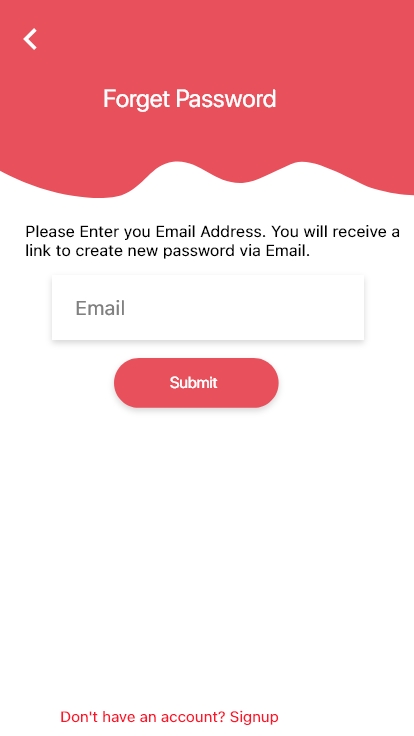 Forget Password
Please Enter you Email Address. You will receive a
link to create new password via Email.
Email
Submit
Don't have an account? Signup